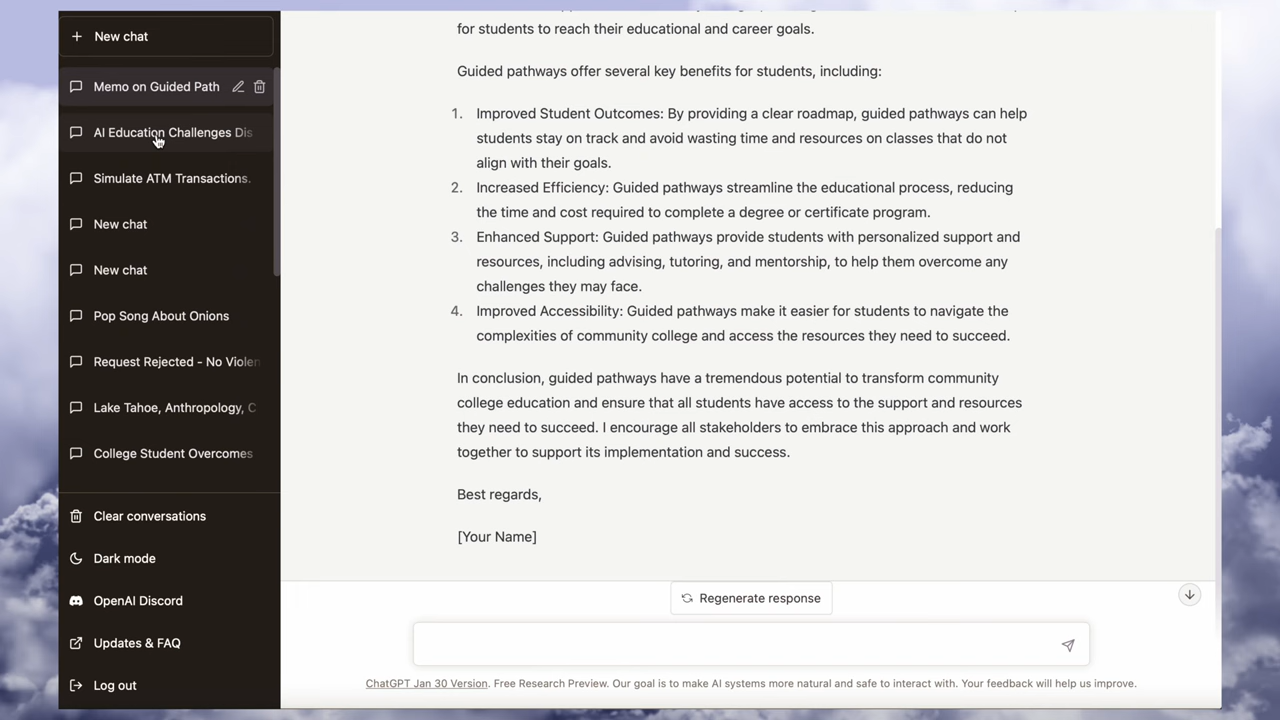 New chat
Memo on Guided Path
AI Education Challenges Dis
Simulate ATM Transactions.
New chat
New chat
Pop Song About Onions
Request Rejected - No Violen
Lake Tahoe, Anthropology, C
College Student Overcomes
Clear conversations
Dark mode
OpenAI Discord
Updates & FAQ
Log out
for students to reach their educational and career goals.
Guided pathways offer several key benefits for students, including:
1. Improved Student Outcomes: By providing a clear roadmap, guided pathways can help
students stay on track and avoid wasting time and resources on classes that do not
align with their goals.
2. Increased Efficiency: Guided pathways streamline the educational process, reducing
the time and cost required to complete a degree or certificate program.
3. Enhanced Support: Guided pathways provide students with personalized support and
resources, including advising, tutoring, and mentorship, to help them overcome any
challenges they may face.
4. Improved Accessibility: Guided pathways make it easier for students to navigate the
complexities of community college and access the resources they need to succeed.
In conclusion, guided pathways have a tremendous potential to transform community
college education and ensure that all students have access to the support and resources
they need to succeed. I encourage all stakeholders to embrace this approach and work
together to support its implementation and success.
Best regards,
[Your Name]
Regenerate response
ChatGPT Jan 30 Version. Free Research Preview. Our goal is to make AI systems more natural and safe to interact with. Your feedback will help us improve.